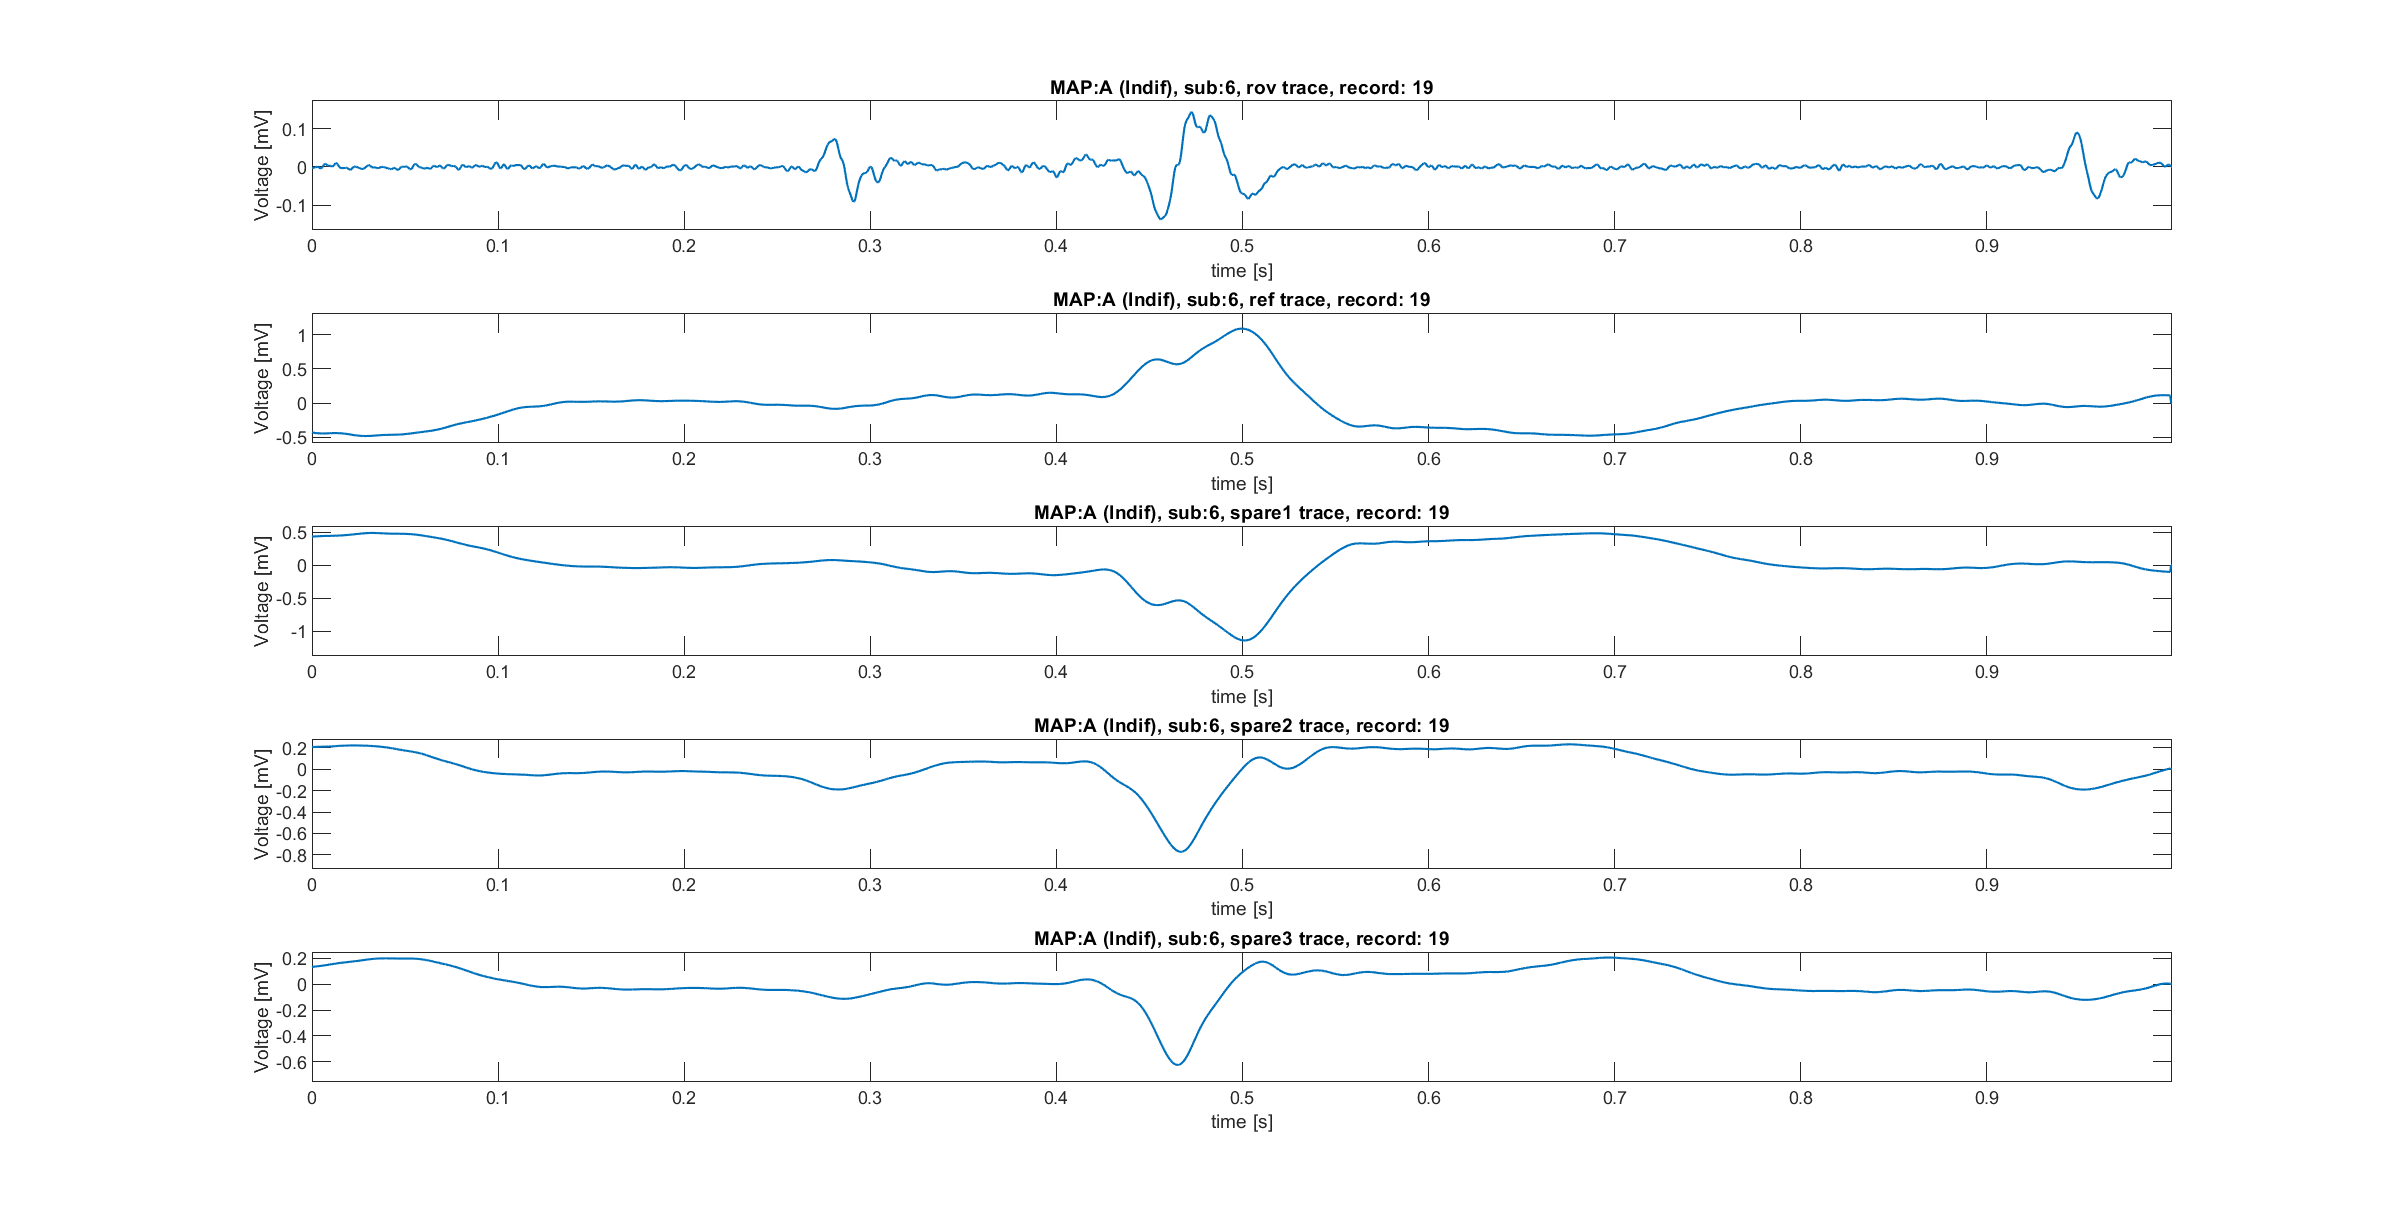 MAP:A (Indif), sub:6, rov trace, record: 19
Voltage [mV]
0.1
0
-0.1
0 0.1 0.2 0.3 0.4 0.5 0.6 0.7 0.8 0.9
time [s]
MAP:A (Indif), sub:6, ref trace, record: 19
Voltage [mV]
1
0.5
0
-0.5
0 0.1 0.2 0.3 0.4 0.5 0.6 0.7 0.8 0.9
time [s]
MAP:A (Indif), sub:6, spare1 trace, record: 19
Voltage [mV]
0.5
0
-0.5
-1
0 0.1 0.2 0.3 0.4 0.5 0.6 0.7 0.8 0.9
time [s]
MAP:A (Indif), sub:6, spare2 trace, record: 19
Voltage [mV]
0.2
0
-0.2
-0.4
-0.6
-0.8
0 0.1 0.2 0.3 0.4 0.5 0.6 0.7 0.8 0.9
time [s]
MAP:A (Indif), sub:6, spare3 trace, record: 19
Voltage [mV]
0.2
0
-0.2
-0.4
-0.6
0 0.1 0.2 0.3 0.4 0.5 0.6 0.7 0.8 0.9
time [s]